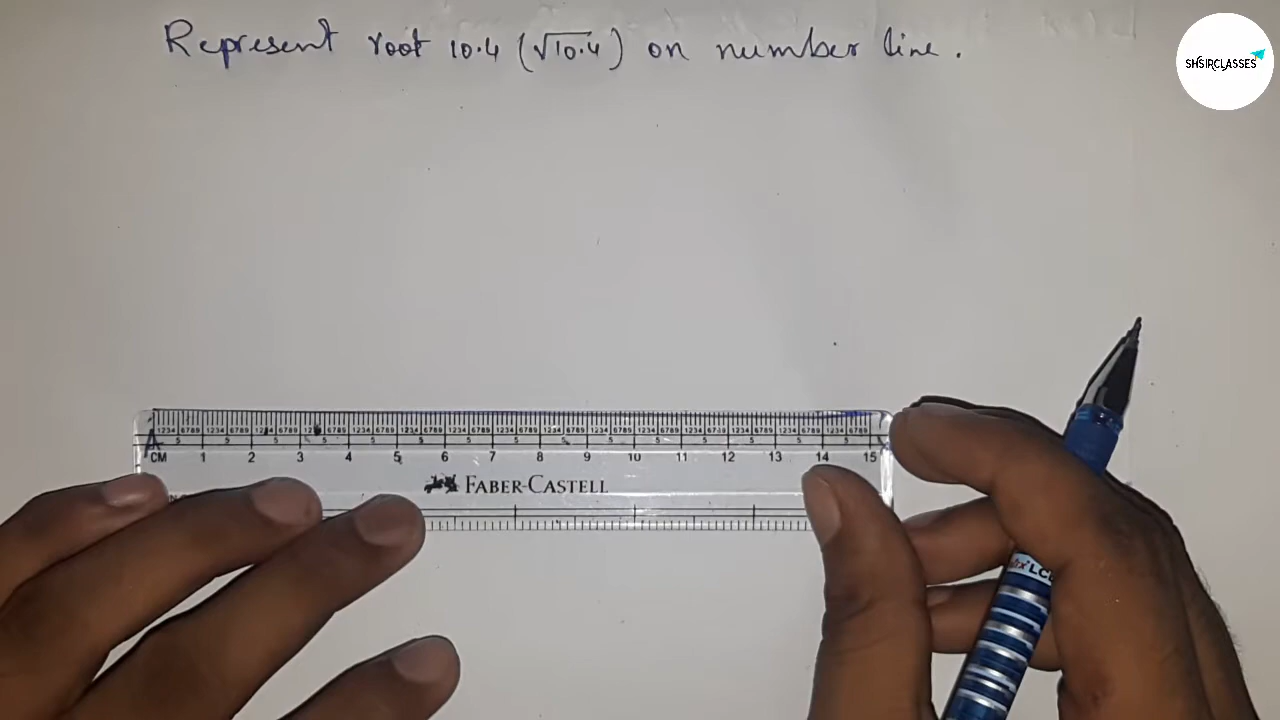 Represent root 10.4 (√10.4) on number line.
SHSIRCLASSES
A
CM 1 2 3 4 5 6 7 8 9 10 11 12 13 14 15
FABER-CASTELL